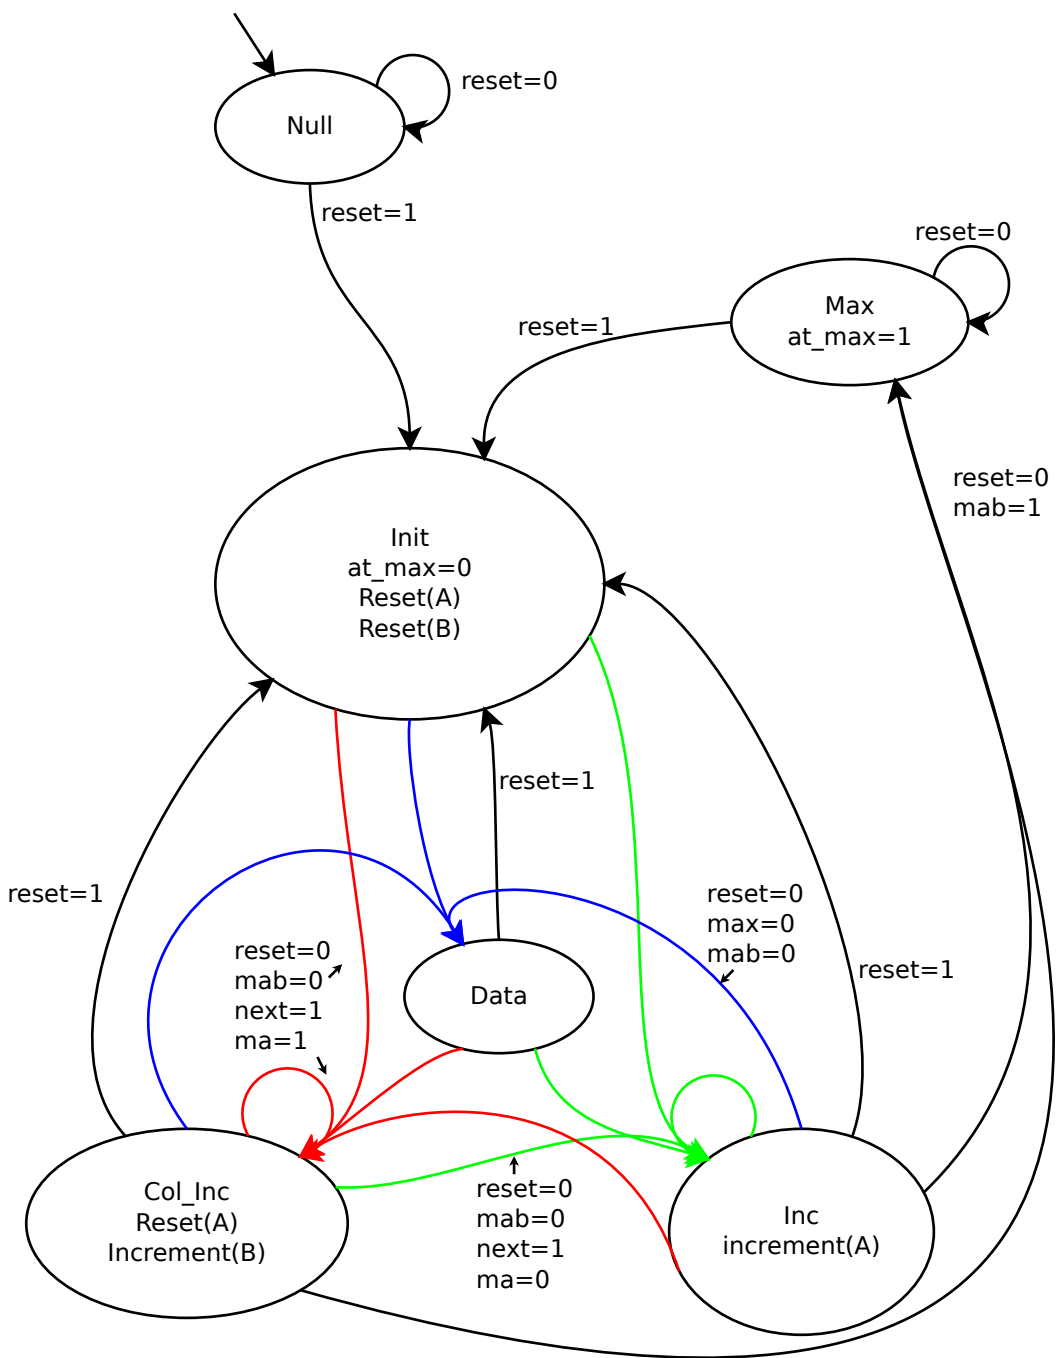 reset=0
Null
reset=1
reset=0
Max
at_max=1
reset=1
reset=0
mab=1
Init
at_max=0
Reset(A)
Reset(B)
reset=1
reset=1
reset=0
max=0
mab=0
reset=0
mab=0
next=1
ma=1
reset=1
Data
Col_Inc
Reset(A)
Increment(B)
reset=0
mab=0
next=1
ma=0
Inc
increment(A)